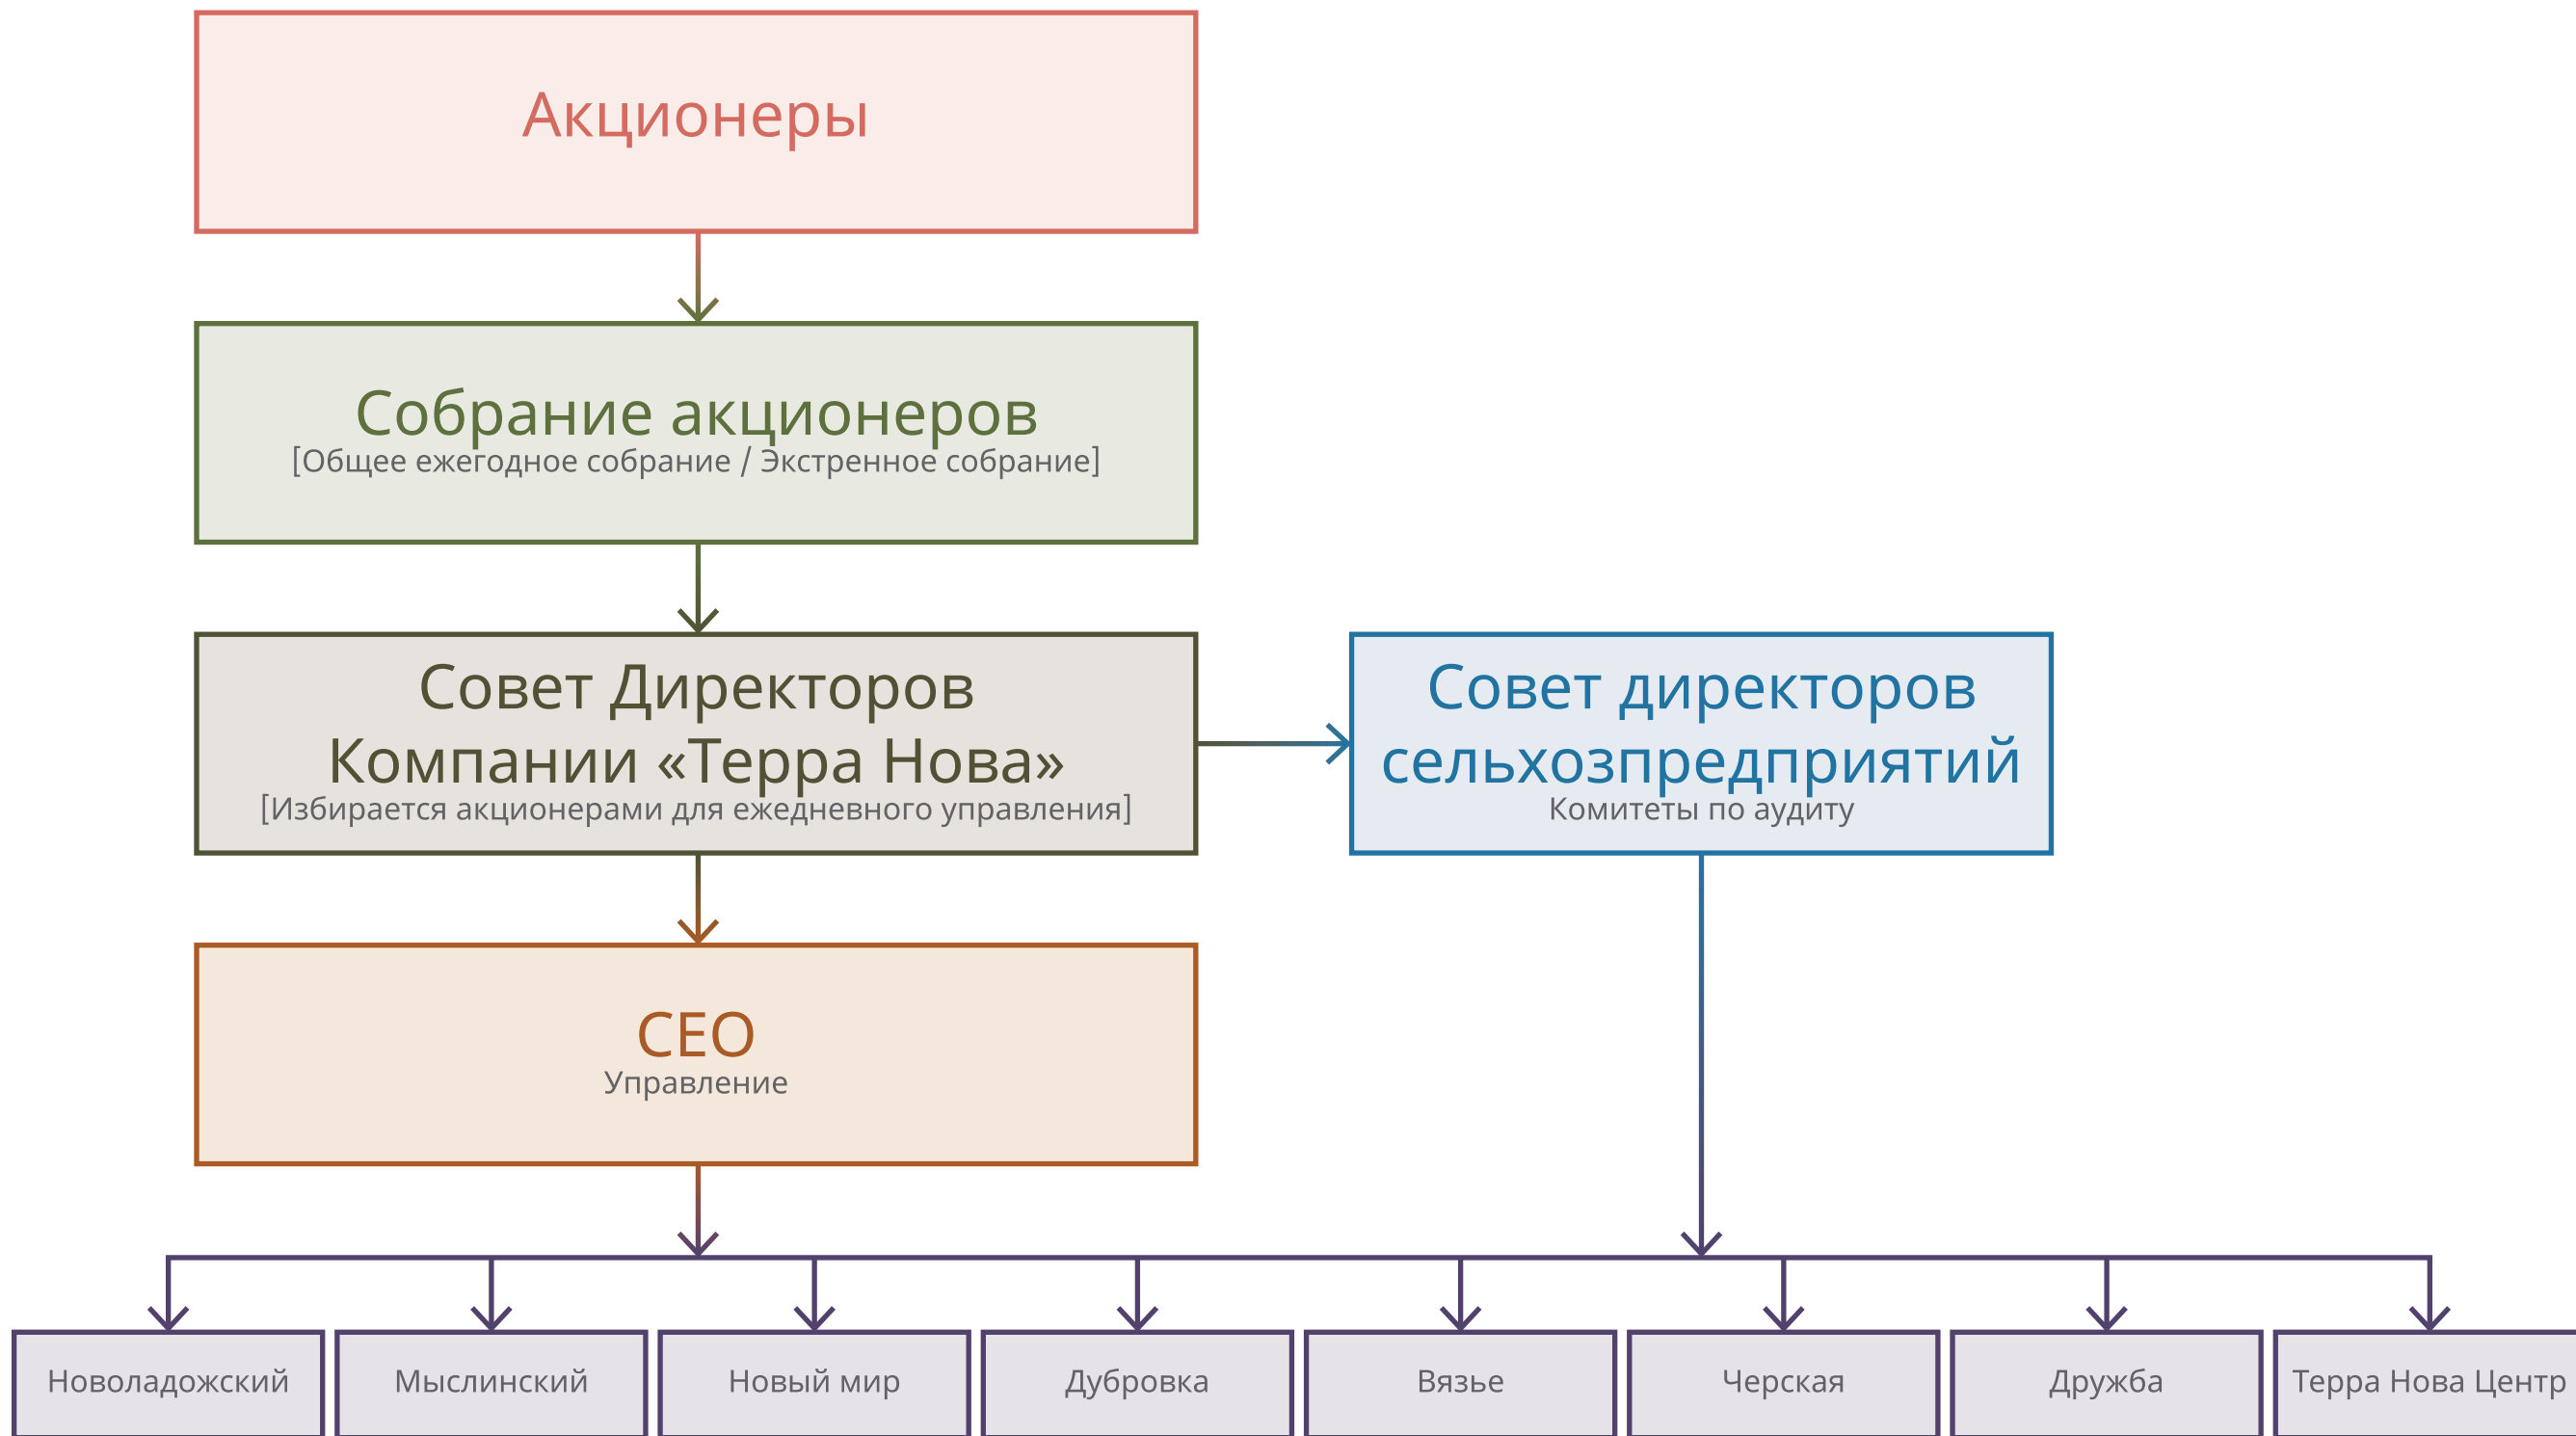 Акционеры
Собрание акционеров
[Общее ежегодное собрание / Экстренное собрание]
Совет Директоров
Компании «Терра Нова»
[Избирается акционерами для ежедневного управления]
Совет директоров
сельхозпредприятий
Комитеты по аудиту
CEO
Управление
Новоладожский
Мыслинский
Новый мир
Дубровка
Вязье
Черская
Дружба
Терра Нова Центр